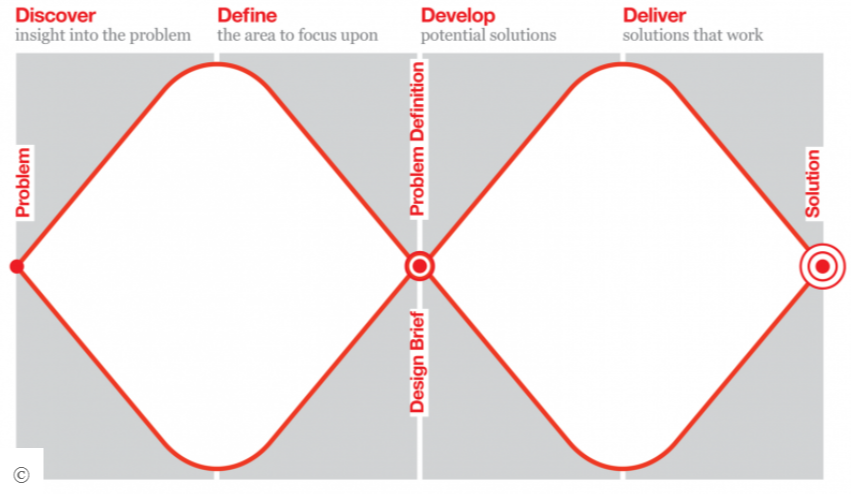 Discover
insight into the problem
Define
the area to focus upon
Develop
potential solutions
Deliver
solutions that work
Problem
Problem Definition
Design Brief
Solution
©